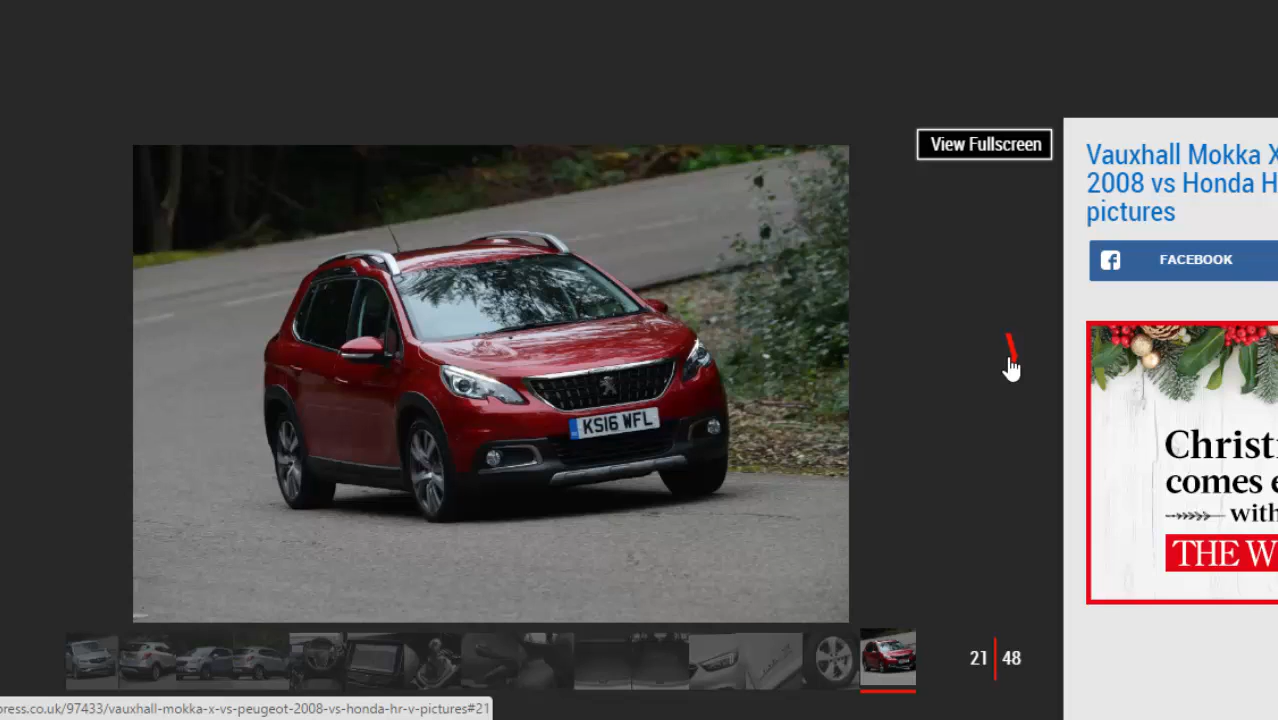 View Fullscreen
Vauxhall Mokka X
2008 vs Honda H
pictures
FACEBOOK
KS16 WFL
Christ
comes e
with
THE W
21 48
press.co.uk/97433/vauxhall-mokka-x-vs-peugeot-2008-vs-honda-hr-v-pictures#21